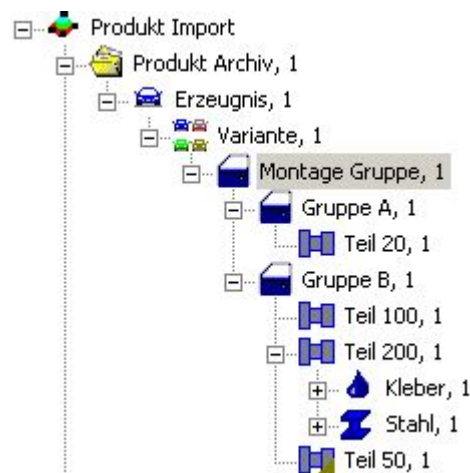 Produkt Import
Produkt Archiv, 1
Erzeugnis, 1
Variante, 1
Montage Gruppe, 1
Gruppe A, 1
Teil 20, 1
Gruppe B, 1
Teil 100, 1
Teil 200, 1
Kleber, 1
Stahl, 1
Teil 50, 1